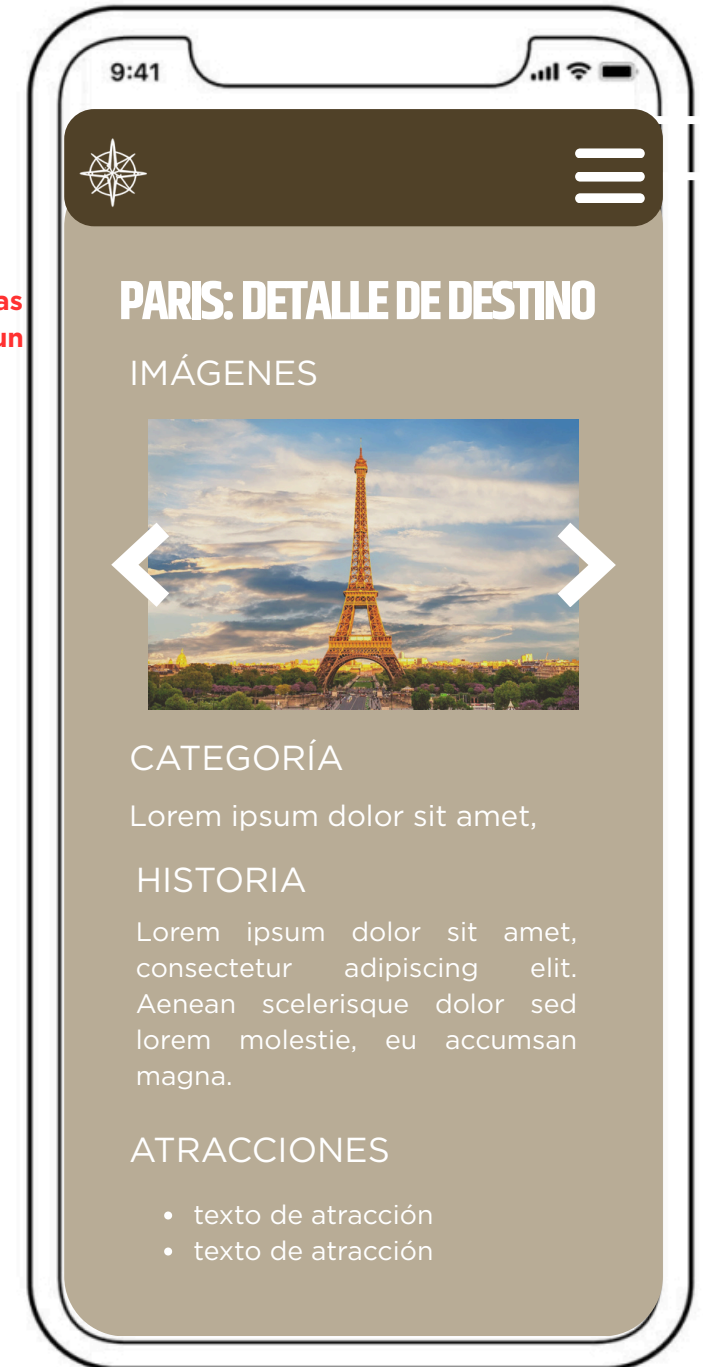 9:41
as
un
PARIS: DETALLE DE DESTINO
IMÁGENES
CATEGORÍA
Lorem ipsum dolor sit amet,
HISTORIA
Lorem ipsum dolor sit amet,
consectetur adipiscing elit.
Aenean scelerisque dolor sed
lorem molestie, eu accumsan
magna.
ATRACCIONES
• texto de atracción
• texto de atracción